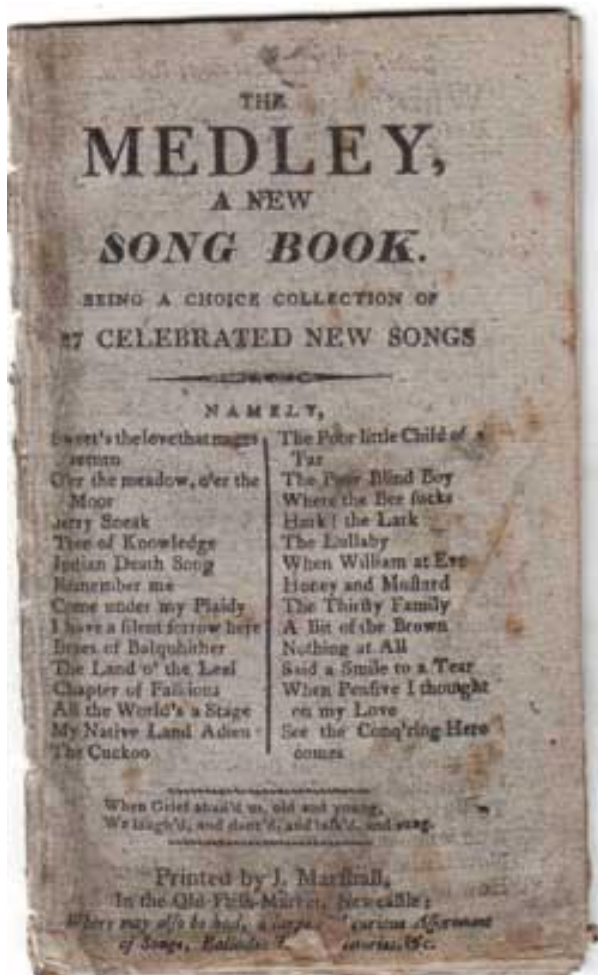 THE
MEDLEY,
A NEW
SONG BOOK.
BEING A CHOICE COLLECTION OF
27 CELEBRATED NEW SONGS
NAMELY,
Sweet's the love that meets
return
O'er the meadow, o'er the
Moor
Jerry Sneak
Tree of Knowledge
Indian Death Song
Remember me
Come under my Plaidy
I have a silent sorrow here
Braes of Balquhither
The Land o' the Leal
Chapter of Fashions
All the World's a Stage
My Native Land Adieu
The Cuckoo
The Poor little Child of a
Tar
The Poor Blind Boy
Where the Bee sucks
Hark! the Lark
The Lullaby
When William at Eve
Honey and Mustard
The Thirsty Family
A Bit of the Brown
Nothing at All
Said a Smile to a Tear
When Pensive I thought
on my Love
See the Conq'ring Hero
comes
When Grief assail'd us, old and young,
We laugh'd, and danc'd, and talk'd, and sung.
Printed by J. Marshall,
In the Old Flesh-Market, Newcastle;
Where may also be had, a large curious Assortment
of Songs, Ballads, &c.